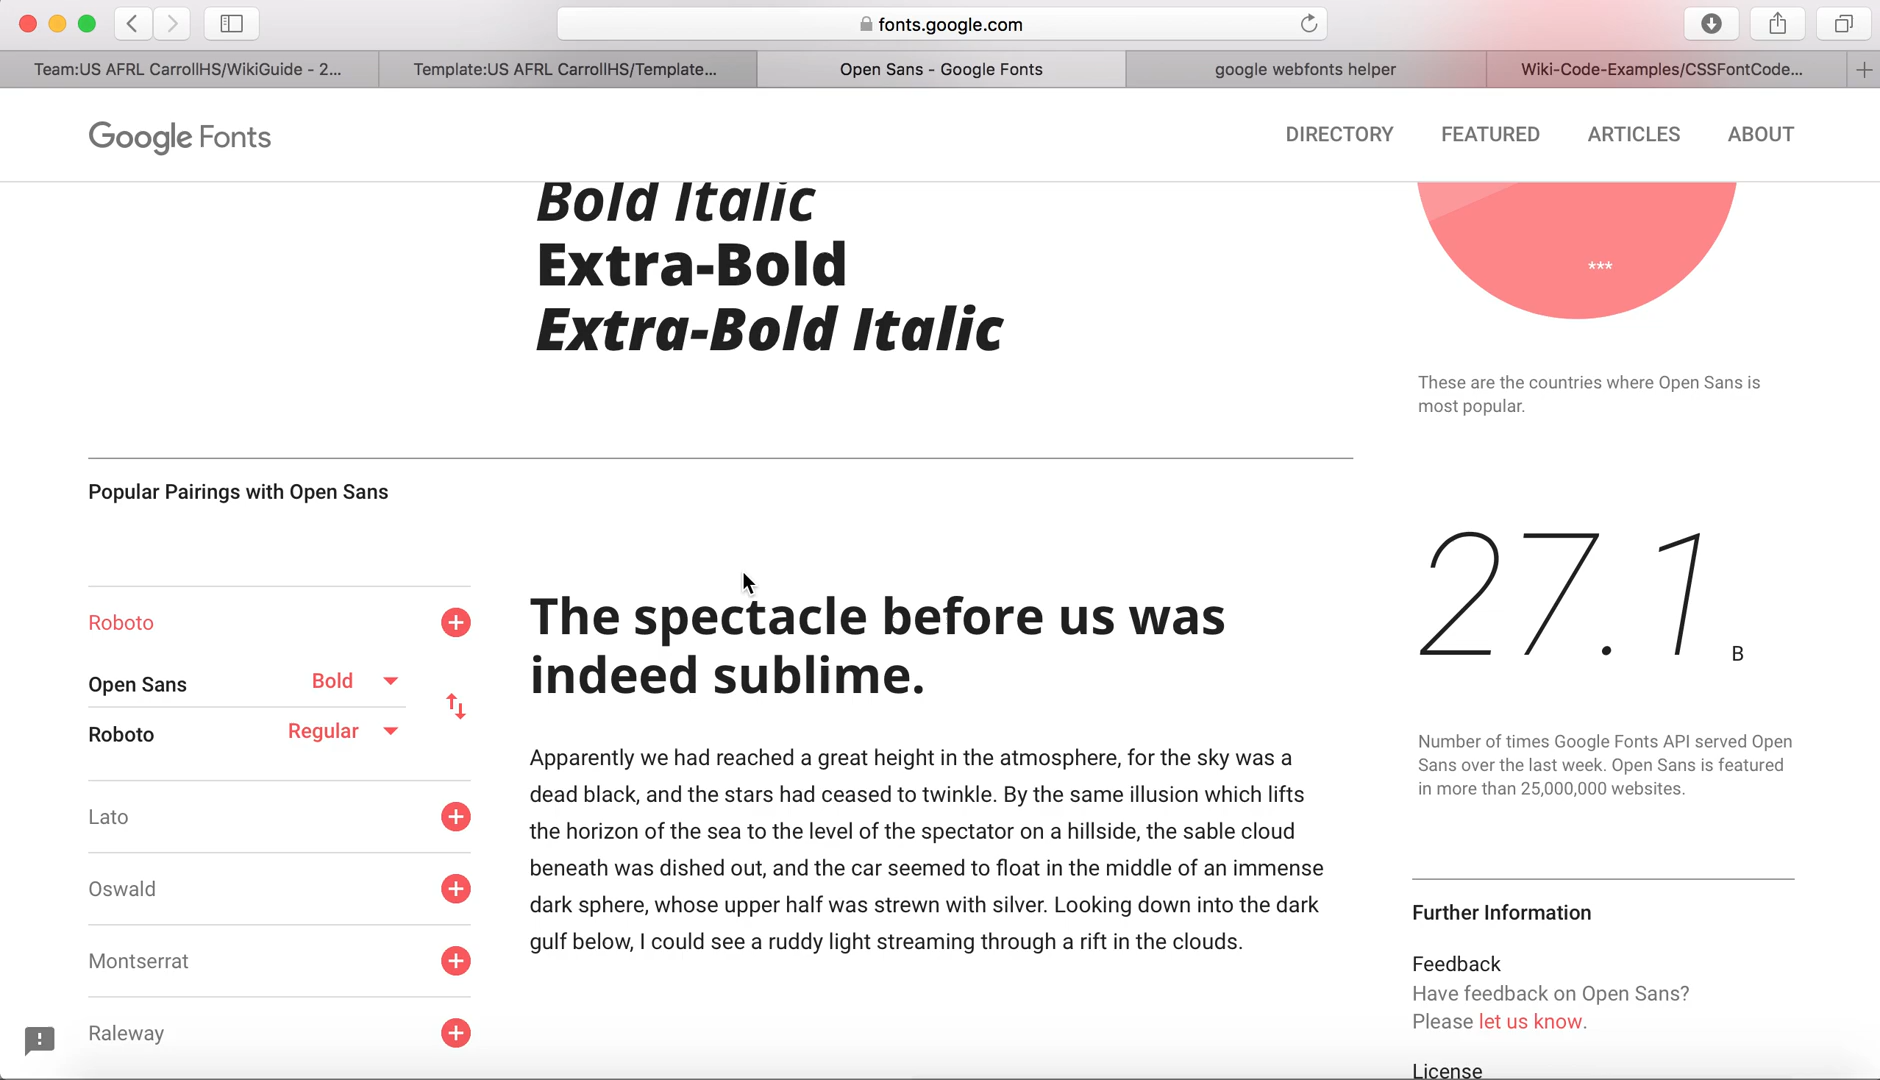 fonts.google.com
Team:US AFRL CarrollHS/WikiGuide - 2...
Template:US AFRL CarrollHS/Template...
Open Sans - Google Fonts
google webfonts helper
Wiki-Code-Examples/CSSFontCode...
Google Fonts
DIRECTORY
FEATURED
ARTICLES
ABOUT
Bold Italic
Extra-Bold
Extra-Bold Italic
***
These are the countries where Open Sans is
most popular.
Popular Pairings with Open Sans
Roboto
Open Sans Bold
Roboto Regular
Lato
Oswald
Montserrat
Raleway
The spectacle before us was
indeed sublime.
Apparently we had reached a great height in the atmosphere, for the sky was a
dead black, and the stars had ceased to twinkle. By the same illusion which lifts
the horizon of the sea to the level of the spectator on a hillside, the sable cloud
beneath was dished out, and the car seemed to float in the middle of an immense
dark sphere, whose upper half was strewn with silver. Looking down into the dark
gulf below, I could see a ruddy light streaming through a rift in the clouds.
27.1 B
Number of times Google Fonts API served Open
Sans over the last week. Open Sans is featured
in more than 25,000,000 websites.
Further Information
Feedback
Have feedback on Open Sans?
Please let us know.
License